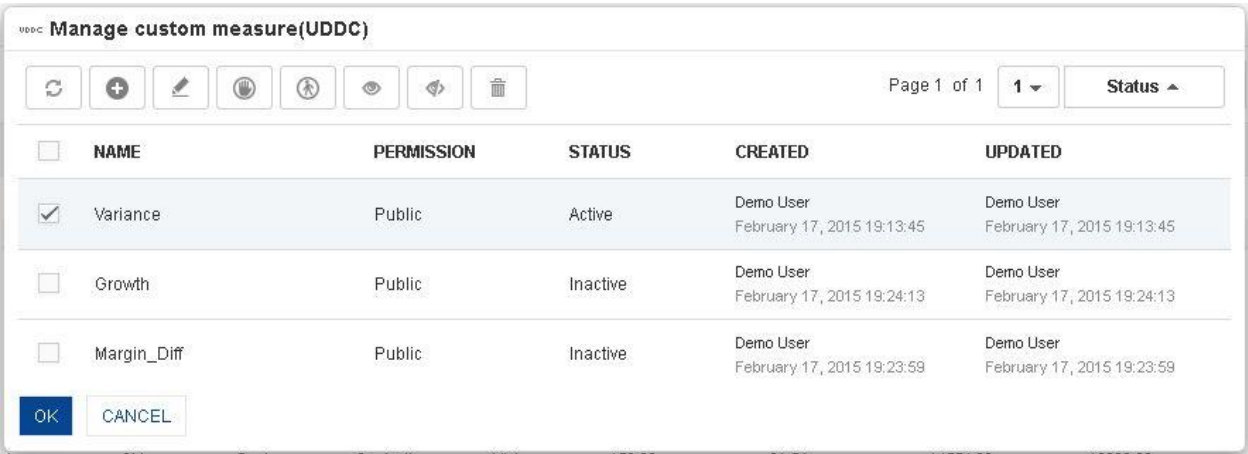 UDDC Manage custom measure(UDDC)
Page 1 of 1 1 Status
NAME PERMISSION STATUS CREATED UPDATED
Variance Public Active Demo User Demo User
February 17, 2015 19:13:45 February 17, 2015 19:13:45
Growth Public Inactive Demo User Demo User
February 17, 2015 19:24:13 February 17, 2015 19:24:13
Margin_Diff Public Inactive Demo User Demo User
February 17, 2015 19:23:59 February 17, 2015 19:23:59
OK CANCEL